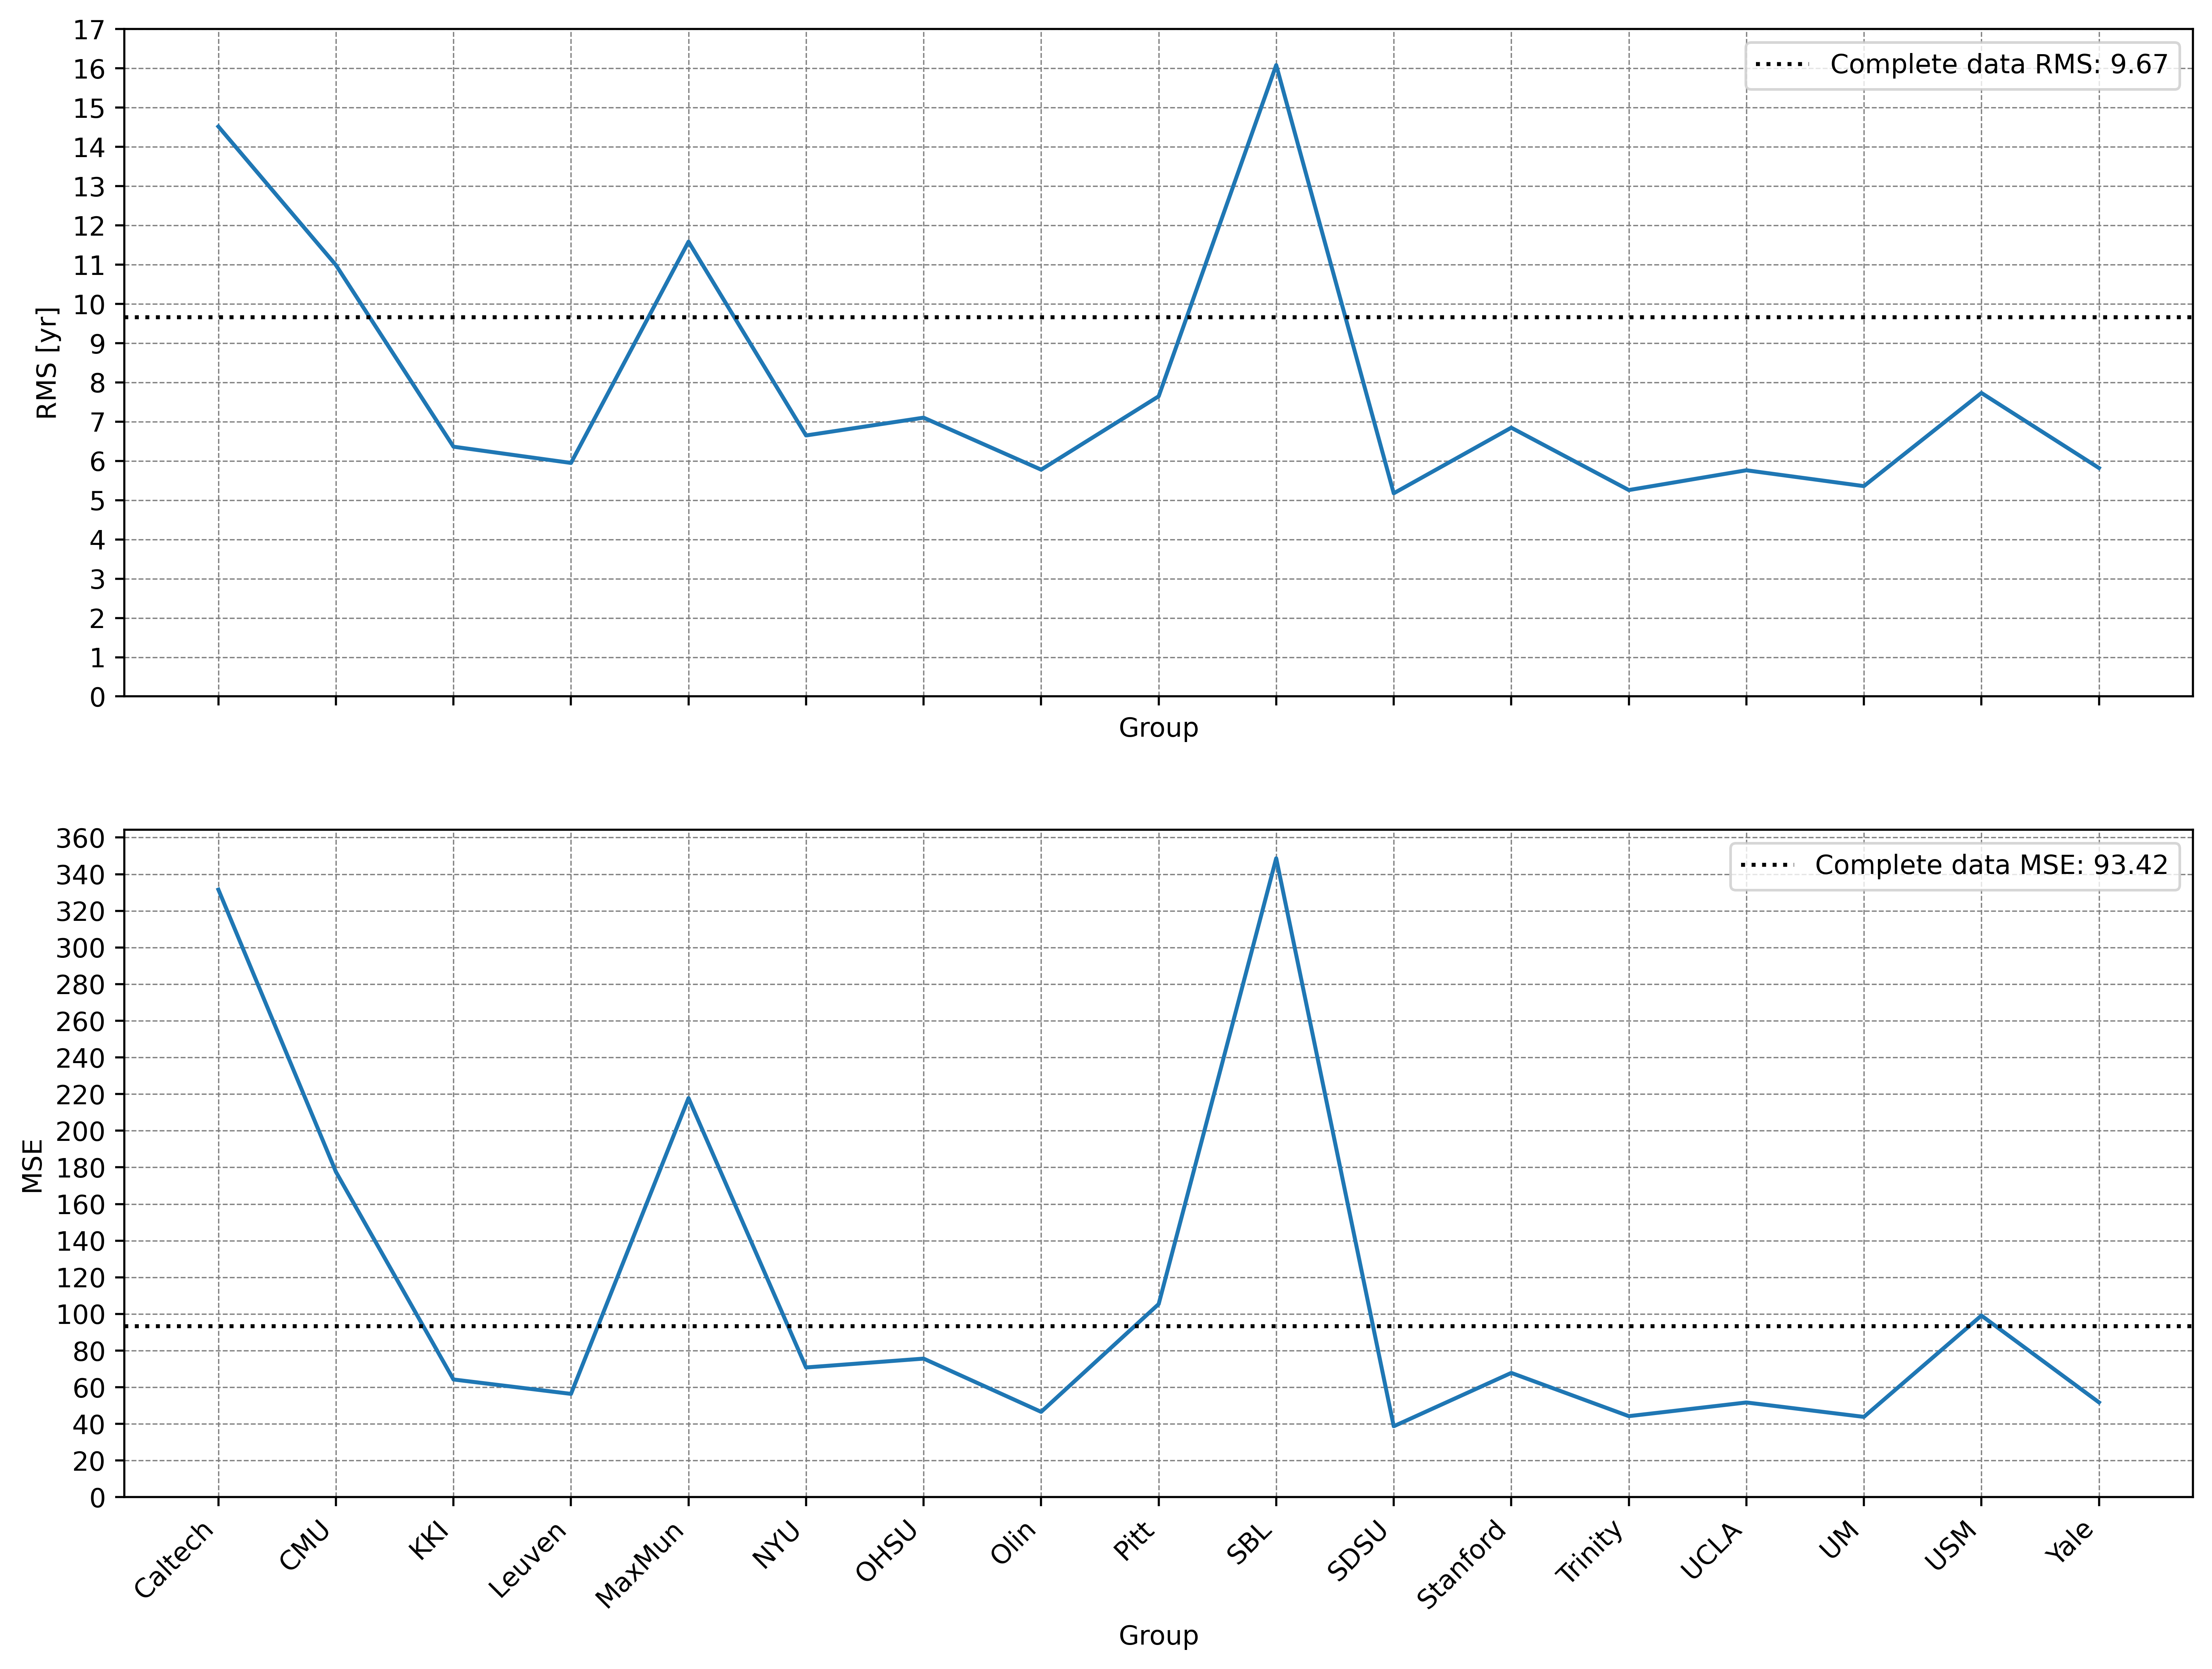 17
16
15
14
13
12
11
10
9
8
7
6
5
4
3
2
1
0
RMS [yr]
Complete data RMS: 9.67
Group
360
340
320
300
280
260
240
220
200
180
160
140
120
100
80
60
40
20
0
MSE
Complete data MSE: 93.42
Caltech
CMU
KKI
Leuven
MaxMun
NYU
OHSU
Olin
Pitt
SBL
SDSU
Stanford
Trinity
UCLA
UM
USM
Yale
Group